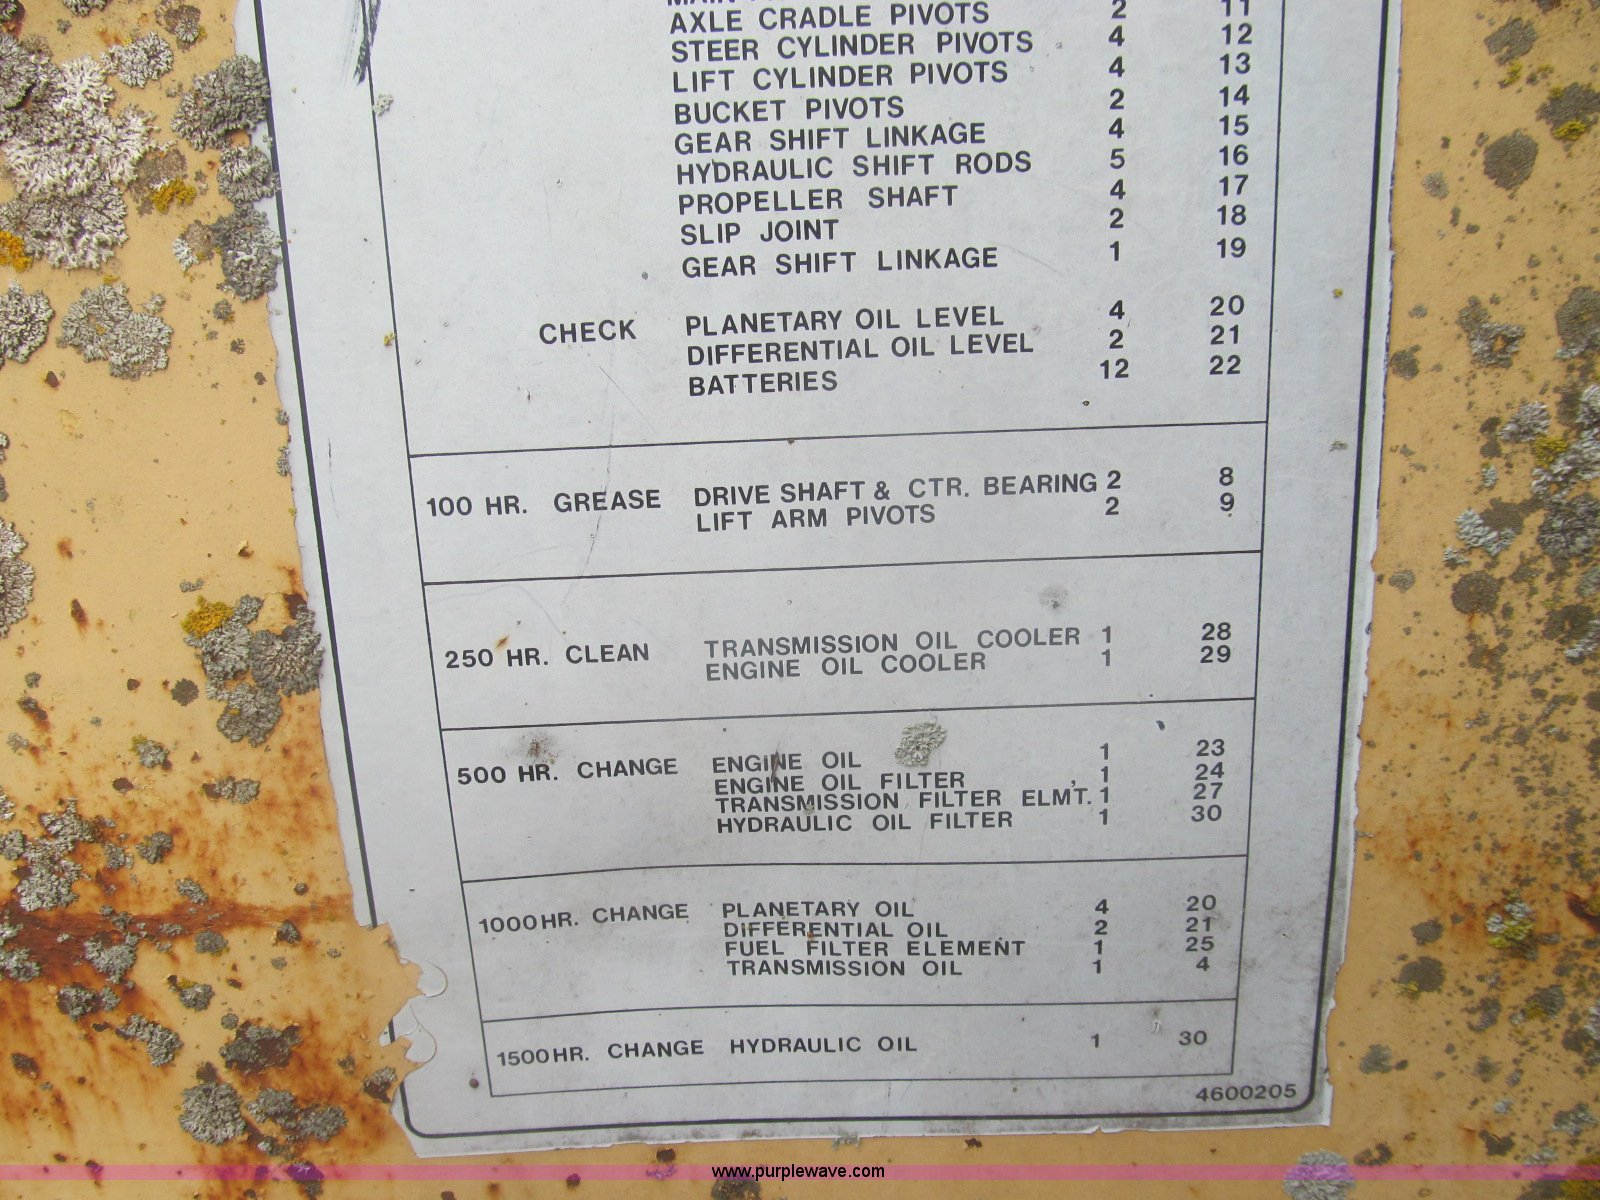 MAIN
AXLE CRADLE PIVOTS 2 11
STEER CYLINDER PIVOTS 4 12
LIFT CYLINDER PIVOTS 4 13
BUCKET PIVOTS 2 14
GEAR SHIFT LINKAGE 4 15
HYDRAULIC SHIFT RODS 5 16
PROPELLER SHAFT 4 17
SLIP JOINT 2 18
GEAR SHIFT LINKAGE 1 19
CHECK PLANETARY OIL LEVEL 4 20
DIFFERENTIAL OIL LEVEL 2 21
BATTERIES 12 22
100 HR. GREASE DRIVE SHAFT & CTR. BEARING 2 8
LIFT ARM PIVOTS 2 9
250 HR. CLEAN TRANSMISSION OIL COOLER 1 28
ENGINE OIL COOLER 1 29
500 HR. CHANGE ENGINE OIL 1 23
ENGINE OIL FILTER 1 24
TRANSMISSION FILTER ELMT. 1 27
HYDRAULIC OIL FILTER 1 30
1000 HR. CHANGE PLANETARY OIL 4 20
DIFFERENTIAL OIL 2 21
FUEL FILTER ELEMENT 1 25
TRANSMISSION OIL 1 4
1500 HR. CHANGE HYDRAULIC OIL 1 30
4600205
www.purplewave.com